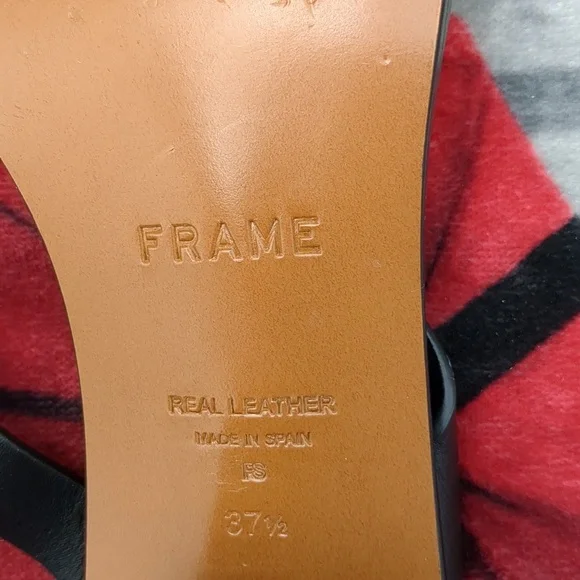 FRAME
REAL LEATHER
MADE IN SPAIN
FS
37½